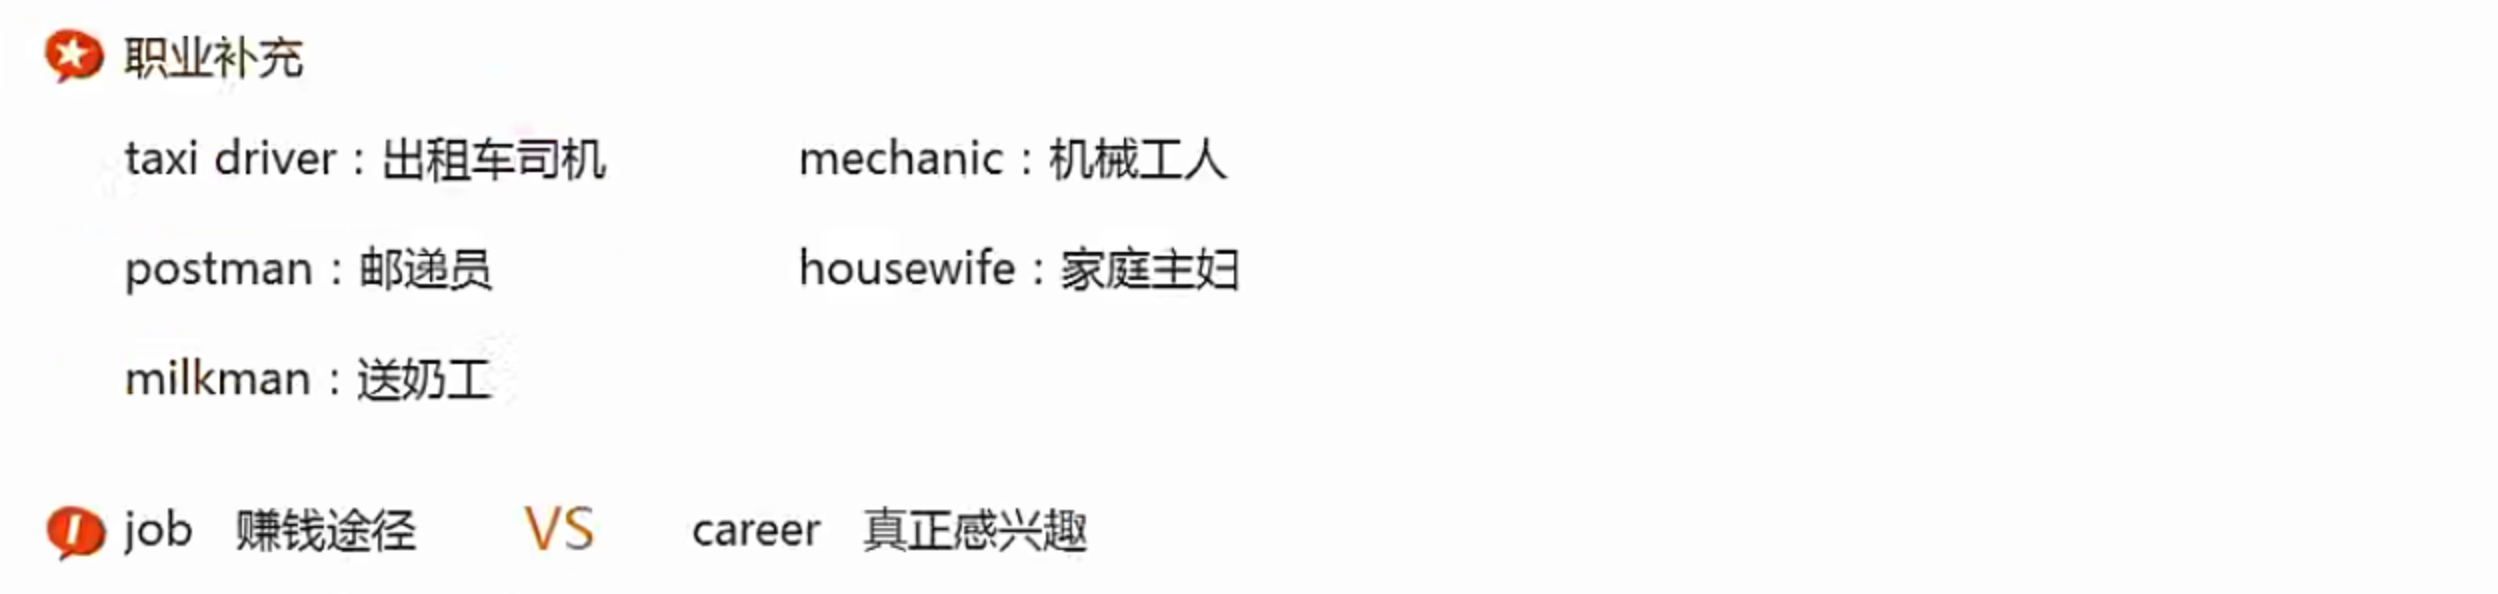 职业补充
taxi driver：出租车司机 mechanic：机械工人
postman：邮递员 housewife：家庭主妇
milkman：送奶工
job 赚钱途径 VS career 真正感兴趣